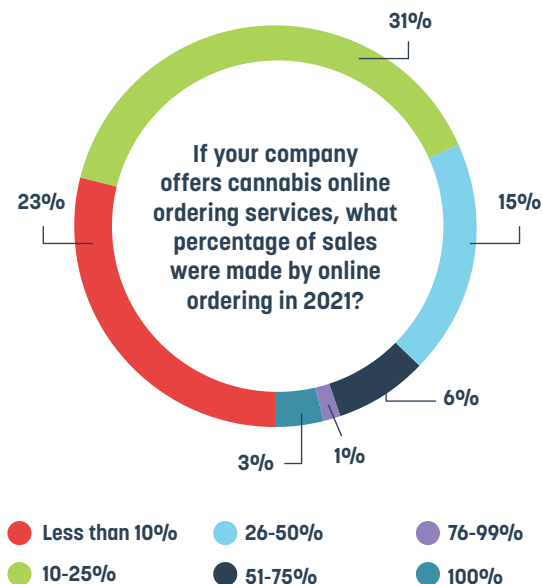 31%
If your company
offers cannabis online
ordering services, what
percentage of sales
were made by online
ordering in 2021?
23%
15%
6%
1%
3%
Less than 10%
26-50%
76-99%
10-25%
51-75%
100%